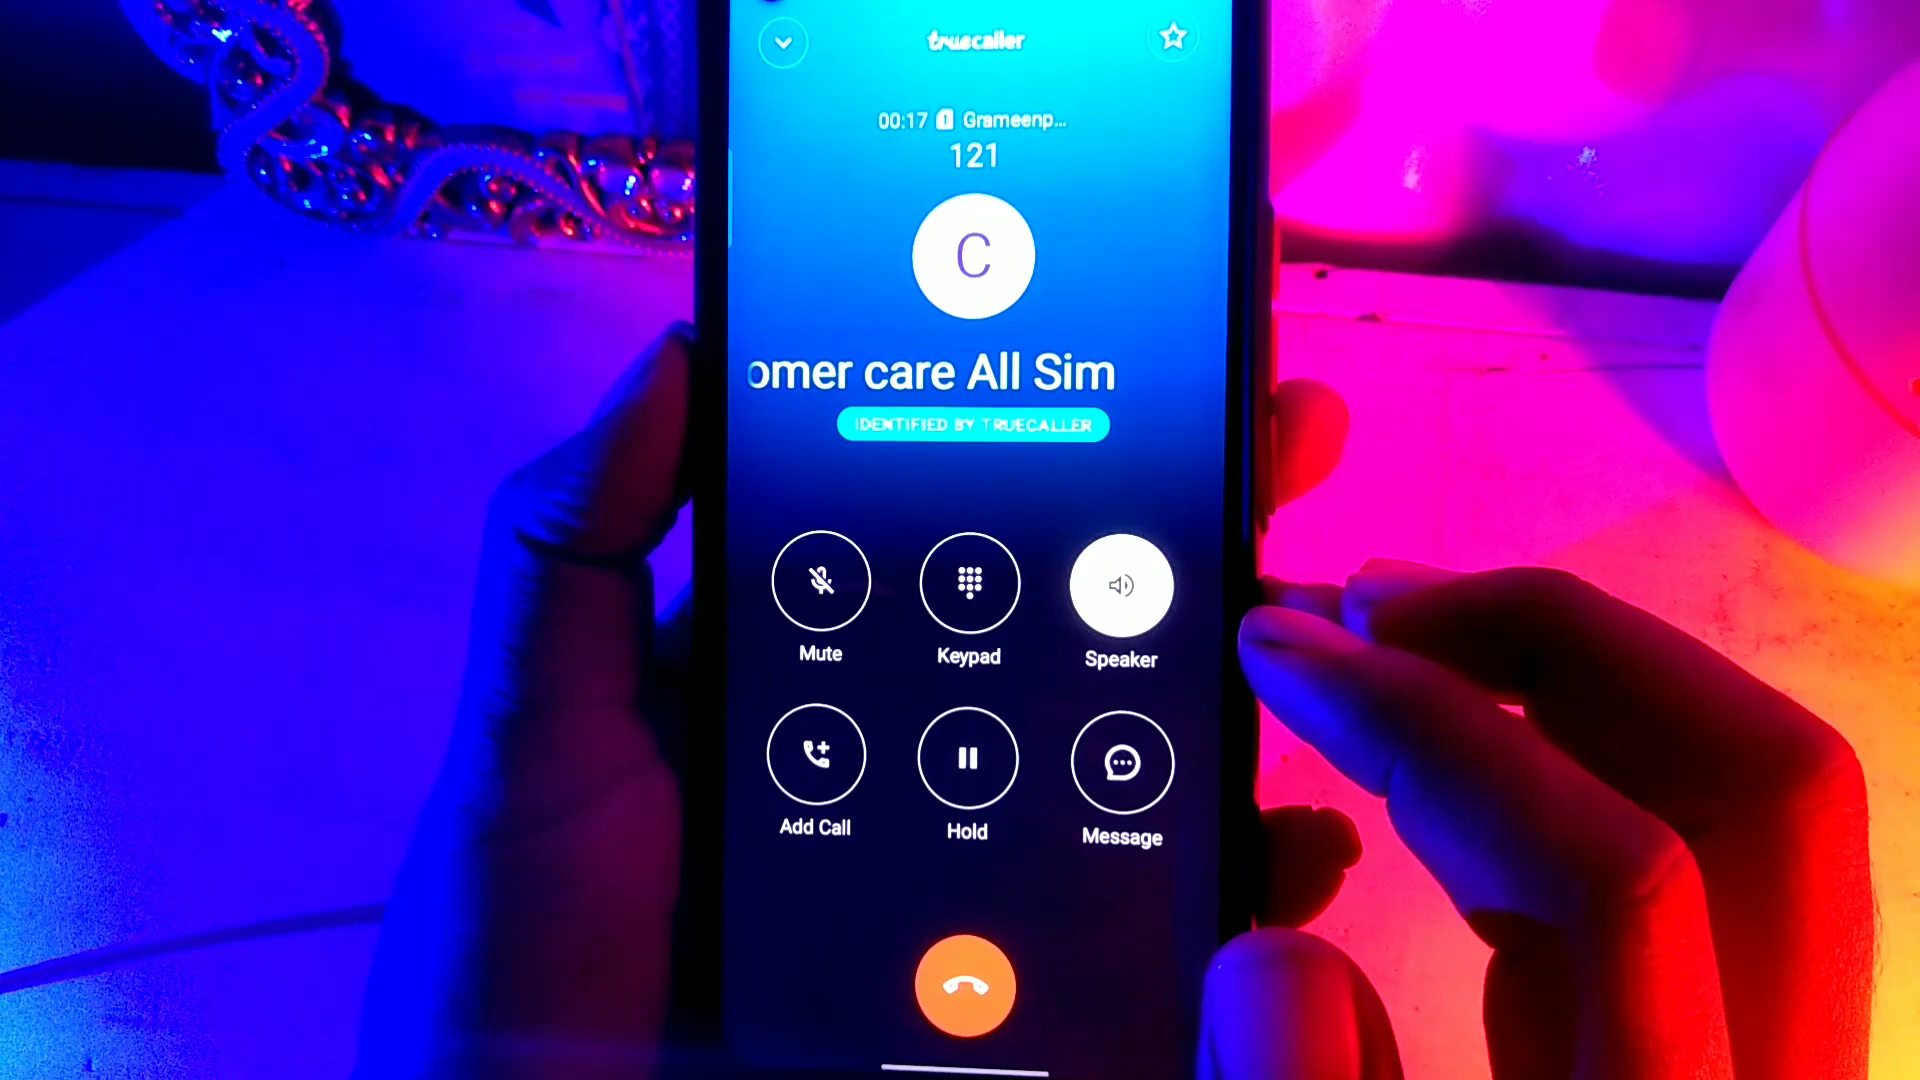 truecaller
00:17 1 Grameenp...
121
C
omer care All Sim
IDENTIFIED BY TRUECALLER
Mute
Keypad
Speaker
Add Call
Hold
Message